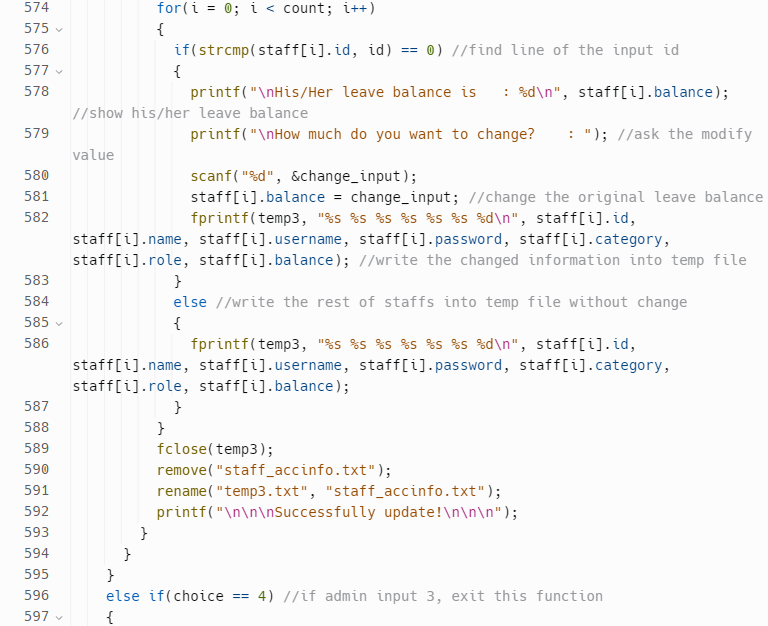 574 for(i = 0; i < count; i++)
575 {
576 if(strcmp(staff[i].id, id) == 0) //find line of the input id
577 {
578 printf("\nHis/Her leave balance is   : %d\n", staff[i].balance);
//show his/her leave balance
579 printf("\nHow much do you want to change?    : "); //ask the modify
value
580 scanf("%d", &change_input);
581 staff[i].balance = change_input; //change the original leave balance
582 fprintf(temp3, "%s %s %s %s %s %s %d\n", staff[i].id,
staff[i].name, staff[i].username, staff[i].password, staff[i].category,
staff[i].role, staff[i].balance); //write the changed information into temp file
583 }
584 else //write the rest of staffs into temp file without change
585 {
586 fprintf(temp3, "%s %s %s %s %s %s %d\n", staff[i].id,
staff[i].name, staff[i].username, staff[i].password, staff[i].category,
staff[i].role, staff[i].balance);
587 }
588 }
589 fclose(temp3);
590 remove("staff_accinfo.txt");
591 rename("temp3.txt", "staff_accinfo.txt");
592 printf("\n\n\nSuccessfully update!\n\n\n");
593 }
594 }
595 }
596 else if(choice == 4) //if admin input 3, exit this function
597 {